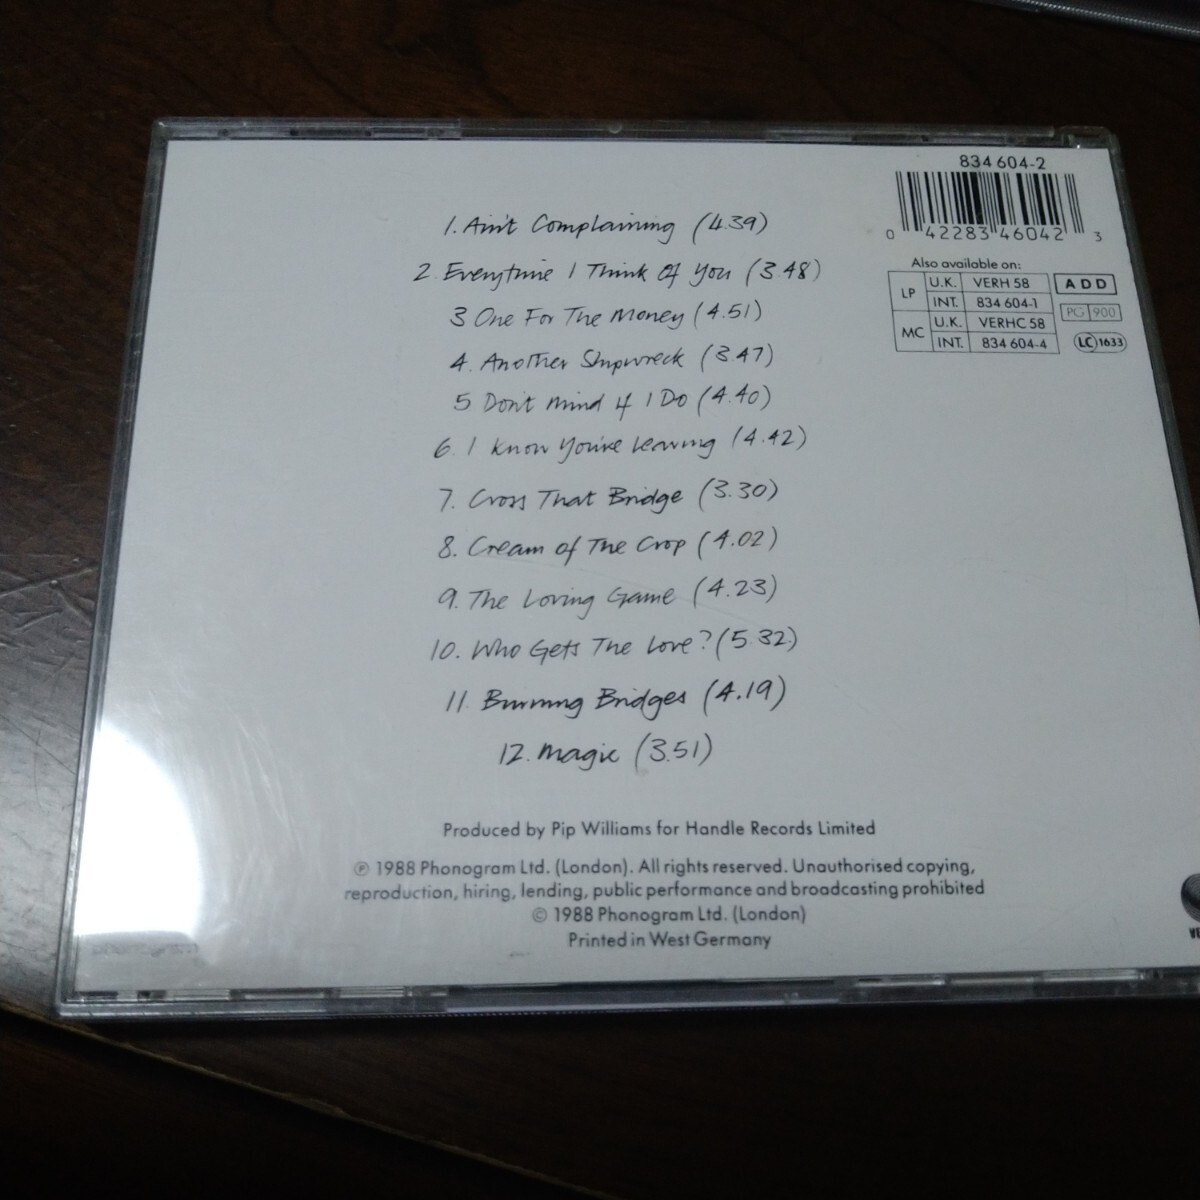 834 604-2
0 42283 46042 3
Also available on:
LP U.K. VERH 58
INT. 834 604-1
MC U.K. VERHC 58
INT. 834 604-4
ADD
PG 900
LC 1633
1. Ain't Complaining (4.39)
2. Everytime I Think Of You (3.48)
3 One For The Money (4.51)
4. Another Shipwreck (3.47)
5 Don't Mind If I Do (4.40)
6. I Know You're Leaving (4.42)
7. Cross That Bridge (3.30)
8. Cream of The Crop (4.02)
9. The Loving Game (4.23)
10. Who Gets The Love? (5.32)
11 Burning Bridges (4.19)
12. Magic (3.51)
Produced by Pip Williams for Handle Records Limited
℗ 1988 Phonogram Ltd. (London). All rights reserved. Unauthorised copying,
reproduction, hiring, lending, public performance and broadcasting prohibited
© 1988 Phonogram Ltd. (London)
Printed in West Germany